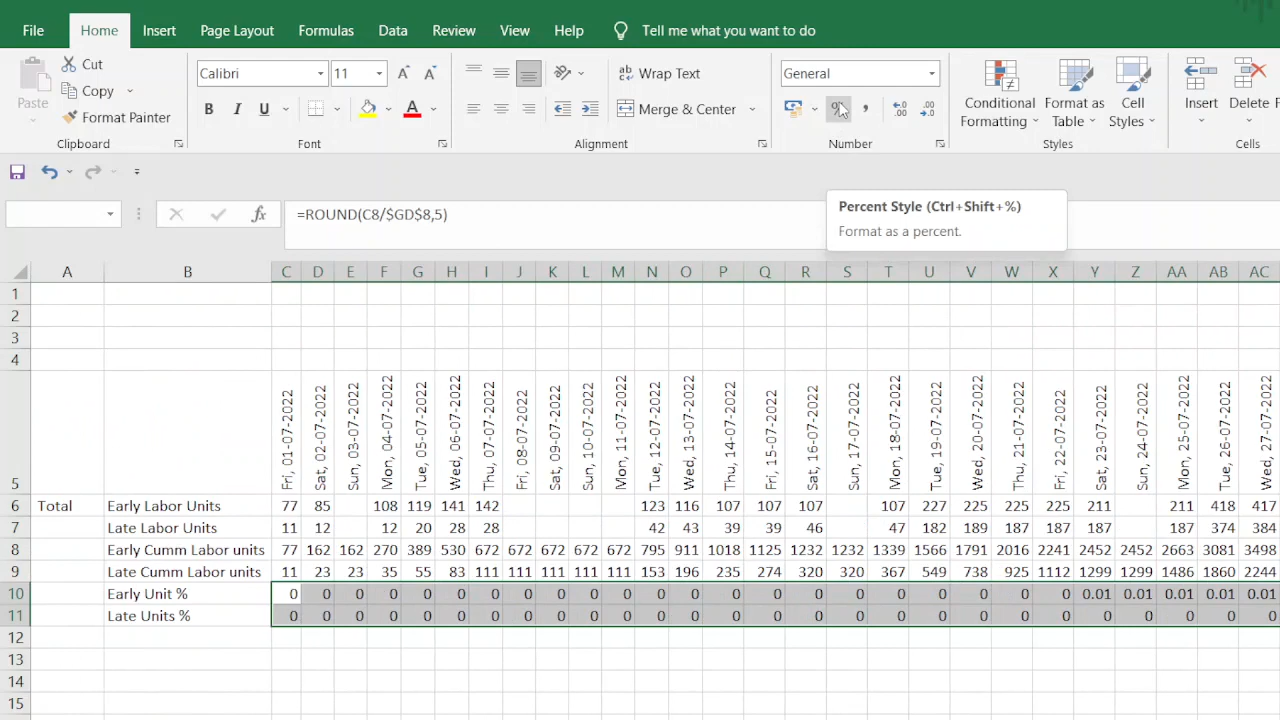 File Home Insert Page Layout Formulas Data Review View Help Tell me what you want to do
Paste
Cut
Copy
Format Painter
Clipboard
Calibri 11 A A
B I U A
Font
ab Wrap Text
Merge & Center
Alignment
General
% , .00 .0
Number
Conditional Formatting
Format as Table
Cell Styles
Styles
Insert
Delete
Cells
fx =ROUND(C8/$GD$8,5)
Percent Style (Ctrl+Shift+%)
Format as a percent.
A B C D E F G H I J K L M N O P Q R S T U V W X Y Z AA AB AC
1
2
3
4
5 Fri, 01-07-2022 Sat, 02-07-2022 Sun, 03-07-2022 Mon, 04-07-2022 Tue, 05-07-2022 Wed, 06-07-2022 Thu, 07-07-2022 Fri, 08-07-2022 Sat, 09-07-2022 Sun, 10-07-2022 Mon, 11-07-2022 Tue, 12-07-2022 Wed, 13-07-2022 Thu, 14-07-2022 Fri, 15-07-2022 Sat, 16-07-2022 Sun, 17-07-2022 Mon, 18-07-2022 Tue, 19-07-2022 Wed, 20-07-2022 Thu, 21-07-2022 Fri, 22-07-2022 Sat, 23-07-2022 Sun, 24-07-2022 Mon, 25-07-2022 Tue, 26-07-2022 Wed, 27-07-2022
6 Total Early Labor Units 77 85 108 119 141 142 123 116 107 107 107 107 227 225 225 225 211 211 418 417
7 Late Labor Units 11 12 12 20 28 28 42 43 39 39 46 47 182 189 187 187 187 187 374 384
8 Early Cumm Labor units 77 162 162 270 389 530 672 672 672 672 672 795 911 1018 1125 1232 1232 1339 1566 1791 2016 2241 2452 2452 2663 3081 3498
9 Late Cumm Labor units 11 23 23 35 55 83 111 111 111 111 111 153 196 235 274 320 320 367 549 738 925 1112 1299 1299 1486 1860 2244
10 Early Unit % 0 0 0 0 0 0 0 0 0 0 0 0 0 0 0 0 0 0 0 0 0 0 0.01 0.01 0.01 0.01 0.01
11 Late Units % 0 0 0 0 0 0 0 0 0 0 0 0 0 0 0 0 0 0 0 0 0 0 0 0 0 0 0
12
13
14
15